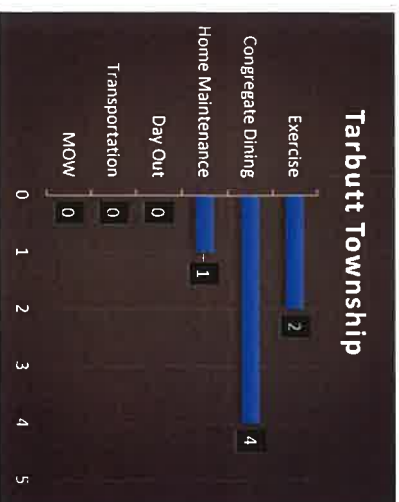 Tarbutt Township
Exercise 2
Congregate Dining 4
Home Maintenance 1
Day Out 0
Transportation 0
MOW 0
0 1 2 3 4 5